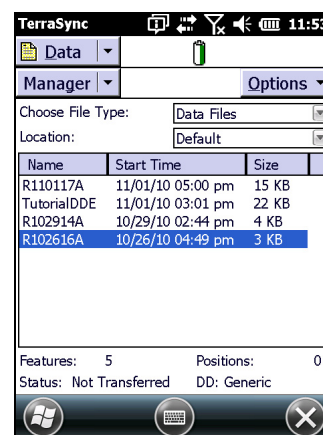 TerraSync 11:53
Data
Manager Options
Choose File Type: Data Files
Location: Default
Name Start Time Size
R110117A 11/01/10 05:00 pm 15 KB
TutorialDDE 11/01/10 03:01 pm 22 KB
R102914A 10/29/10 02:44 pm 4 KB
R102616A 10/26/10 04:49 pm 3 KB
Features: 5 Positions: 0
Status: Not Transferred DD: Generic